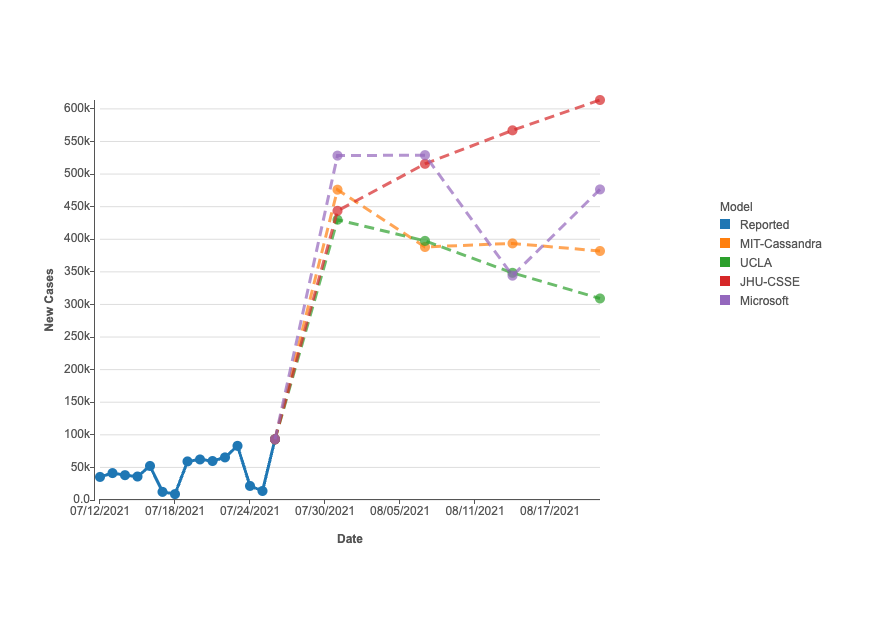 600k
550k
500k
450k
400k
350k
300k
250k
200k
150k
100k
50k
0.0
New Cases
07/12/2021 07/18/2021 07/24/2021 07/30/2021 08/05/2021 08/11/2021 08/17/2021
Date
Model
Reported
MIT-Cassandra
UCLA
JHU-CSSE
Microsoft